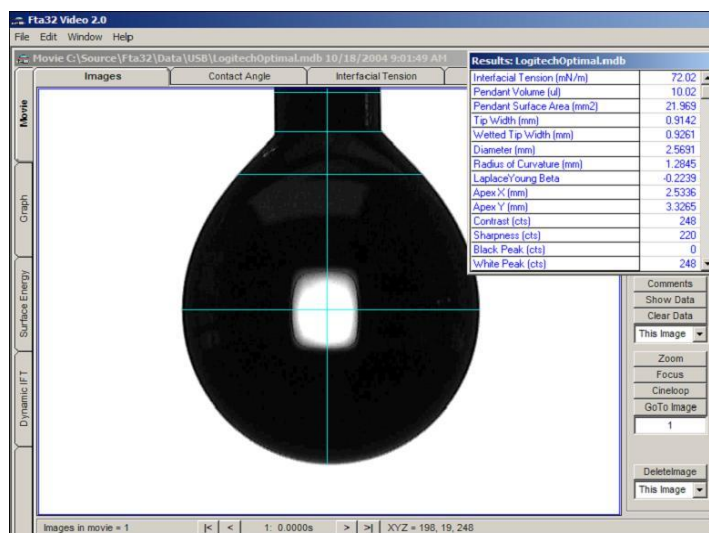 Fta32 Video 2.0
File Edit Window Help
Movie C:\Source\Fta32\Data\USB\LogitechOptimal.mdb 10/18/2004 9:01:49 AM
Images Contact Angle Interfacial Tension
Results: LogitechOptimal.mdb
Interfacial Tension (mN/m) 72.02
Pendant Volume (ul) 10.02
Pendant Surface Area (mm2) 21.969
Tip Width (mm) 0.9142
Wetted Tip Width (mm) 0.9261
Diameter (mm) 2.5691
Radius of Curvature (mm) 1.2845
LaplaceYoung Beta -0.2239
Apex X (mm) 2.5336
Apex Y (mm) 3.3265
Contrast (cts) 248
Sharpness (cts) 220
Black Peak (cts) 0
White Peak (cts) 248
Movie
Graph
Surface Energy
Dynamic IFT
Comments
Show Data
Clear Data
This Image
Zoom
Focus
Cineloop
GoTo Image
1
DeleteImage
This Image
Images in movie = 1 |< < 1: 0.0000s > >| XYZ = 198, 19, 248